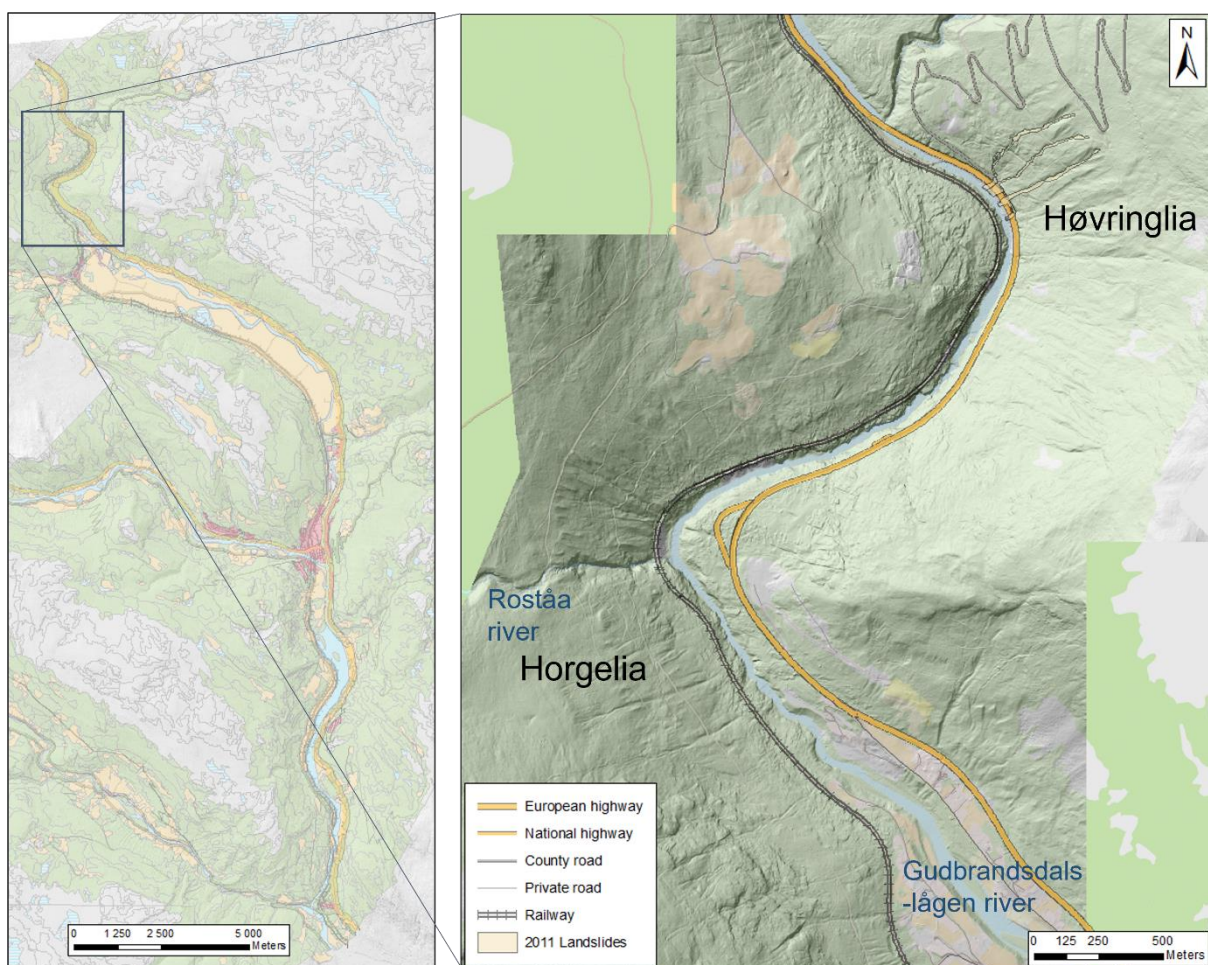 N
Høvringlia
Roståa
river
Horgelia
Gudbrandsdals
-lågen river
European highway
National highway
County road
Private road
Railway
2011 Landslides
0 1 250 2 500 5 000
Meters
0 125 250 500
Meters